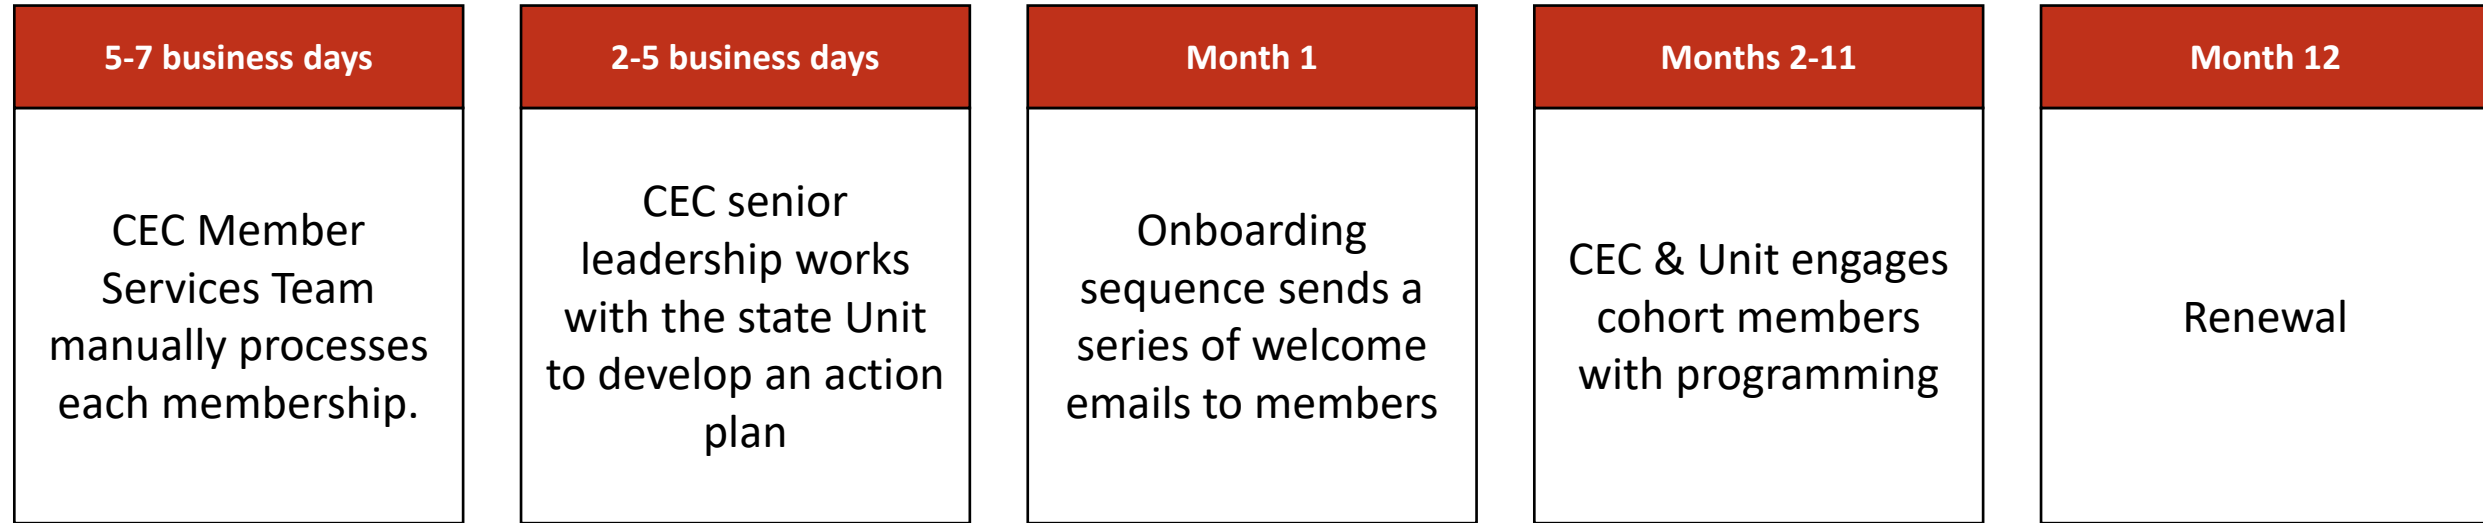 5-7 business days
CEC Member
Services Team
manually processes
each membership.
2-5 business days
CEC senior
leadership works
with the state Unit
to develop an action
plan
Month 1
Onboarding
sequence sends a
series of welcome
emails to members
Months 2-11
CEC & Unit engages
cohort members
with programming
Month 12
Renewal